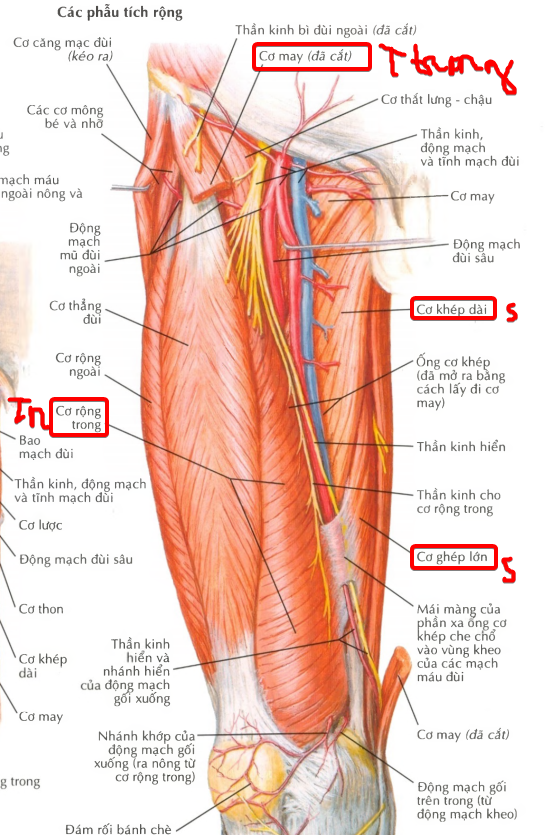 Các phẫu tích rộng
Thần kinh bì đùi ngoài (đã cắt)
Cơ căng mạc đùi
(kéo ra)
Cơ may (đã cắt)
T trong
Cơ thắt lưng - chậu
Các cơ mông
bé và nhỡ
Thần kinh,
động mạch
và tĩnh mạch đùi
mạch máu
ngoài nông và
Cơ may
Động
mạch
mũ đùi
ngoài
Động mạch
đùi sâu
Cơ thẳng
đùi
Cơ khép dài
S
Cơ rộng
ngoài
Ống cơ khép
(đã mở ra bằng
cách lấy đi cơ
may)
Cơ rộng
trong
Bao
mạch đùi
Thần kinh hiển
Thần kinh, động mạch
và tĩnh mạch đùi
Thần kinh cho
cơ rộng trong
Cơ lược
Động mạch đùi sâu
Cơ ghép lớn
S
Cơ thon
Mái màng của
phần xa ống cơ
khép che chở
vào vùng kheo
của các mạch
máu đùi
Thần kinh
hiển và
nhánh hiển
của động mạch
gối xuống
Cơ khép
dài
Cơ may
Nhánh khớp của
động mạch gối
xuống (ra nông từ
cơ rộng trong)
Cơ may (đã cắt)
g trong
Động mạch gối
trên trong (từ
động mạch kheo)
Đám rối bánh chè